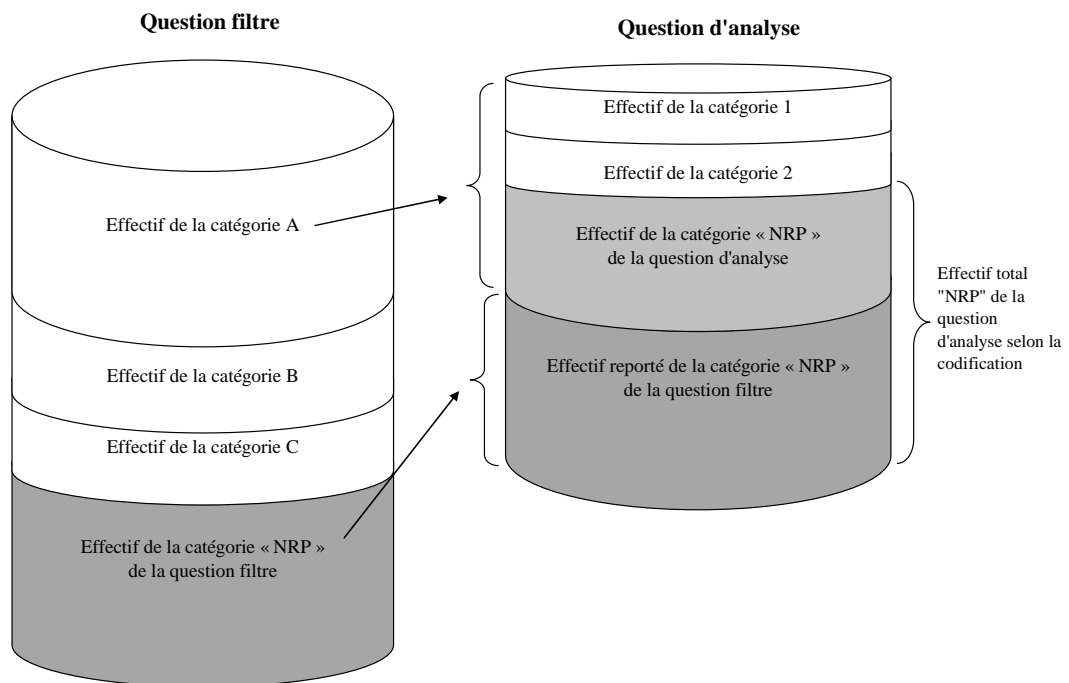 Question filtre
Question d'analyse
Effectif de la catégorie A
Effectif de la catégorie B
Effectif de la catégorie C
Effectif de la catégorie « NRP »
de la question filtre
Effectif de la catégorie 1
Effectif de la catégorie 2
Effectif de la catégorie « NRP »
de la question d'analyse
Effectif reporté de la catégorie « NRP »
de la question filtre
Effectif total
"NRP" de la
question
d'analyse selon la
codification